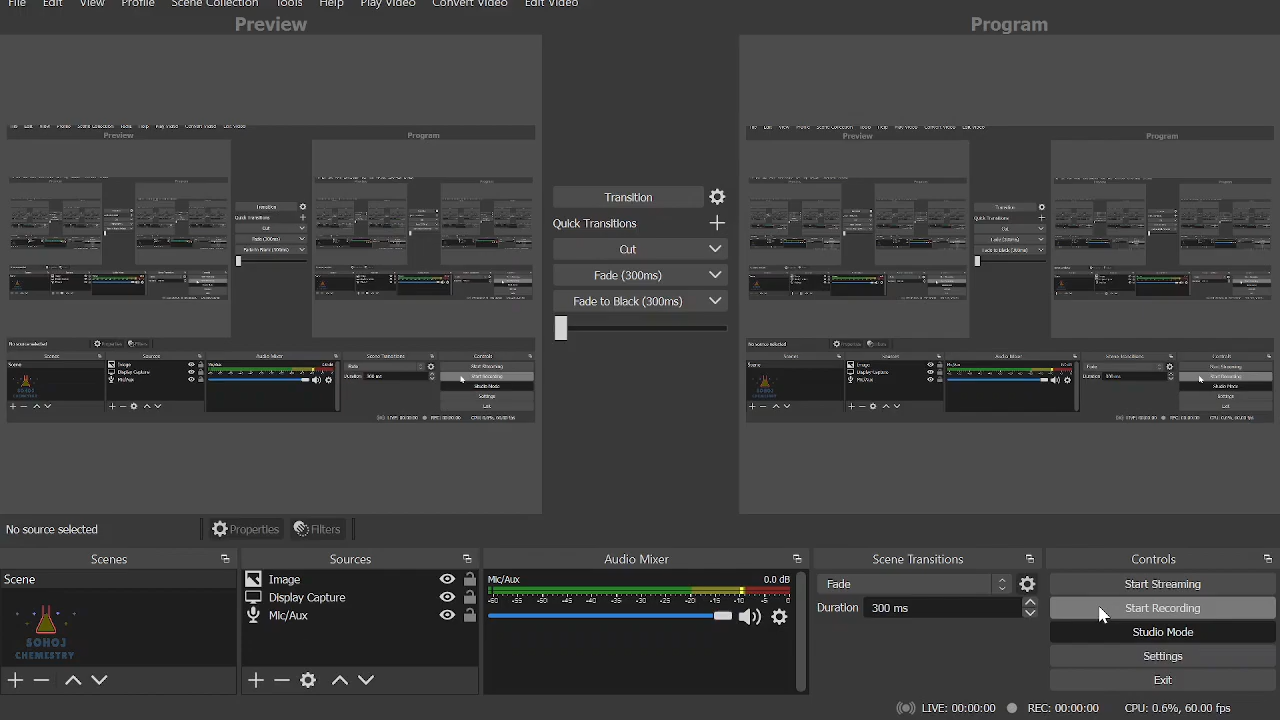 File Edit View Profile Scene Collection Tools Help Play Video Convert Video Edit Video
Preview
Program
Transition
Quick Transitions
Cut
Fade (300ms)
Fade to Black (300ms)
No source selected
Properties
Filters
Scenes
Scene
SOHOJ
CHEMESTRY
Sources
Image
Display Capture
Mic/Aux
Audio Mixer
Mic/Aux
0.0 dB
-60 -55 -50 -45 -40 -35 -30 -25 -20 -15 -10 -5 0
Scene Transitions
Fade
Duration
300 ms
Controls
Start Streaming
Start Recording
Studio Mode
Settings
Exit
LIVE: 00:00:00
REC: 00:00:00
CPU: 0.6%, 60.00 fps